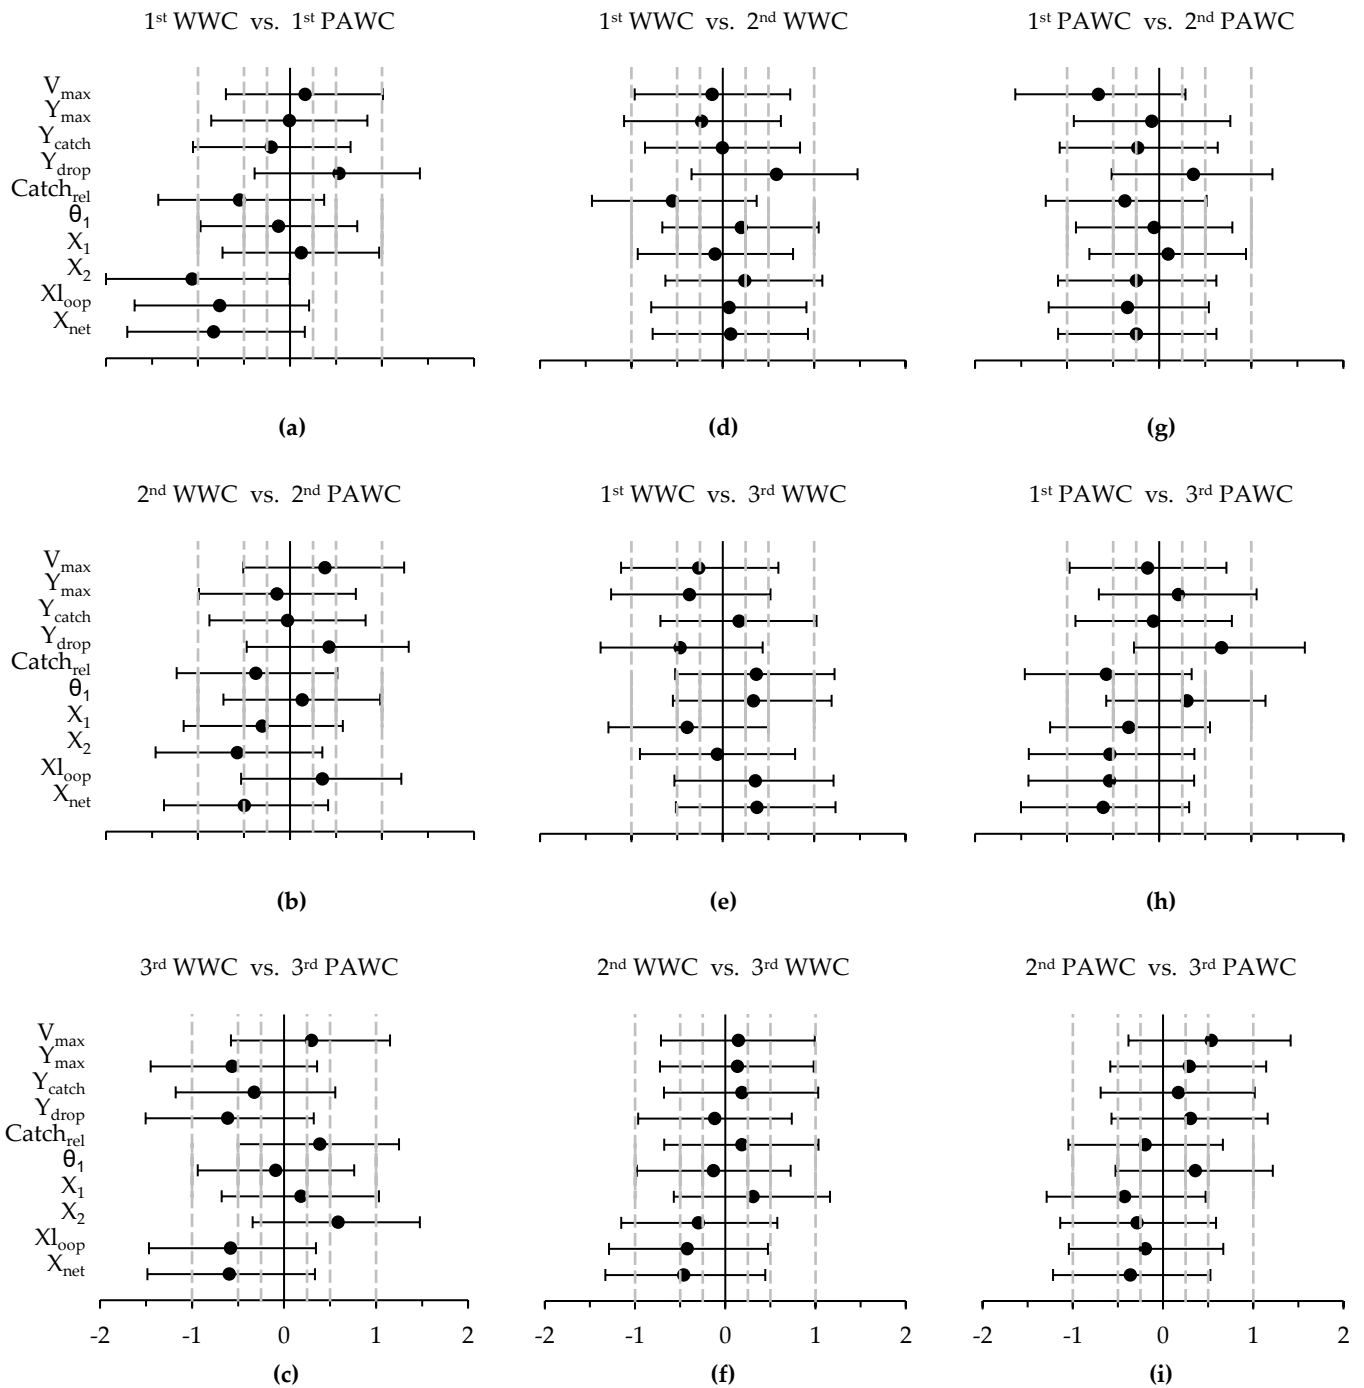 1st WWC vs. 1st PAWC
1st WWC vs. 2nd WWC
1st PAWC vs. 2nd PAWC
Vmax
Ymax
Ycatch
Ydrop
Catchrel
θ1
X1
X2
Xloop
Xnet
(a)
(d)
(g)
2nd WWC vs. 2nd PAWC
1st WWC vs. 3rd WWC
1st PAWC vs. 3rd PAWC
Vmax
Ymax
Ycatch
Ydrop
Catchrel
θ1
X1
X2
Xloop
Xnet
(b)
(e)
(h)
3rd WWC vs. 3rd PAWC
2nd WWC vs. 3rd WWC
2nd PAWC vs. 3rd PAWC
Vmax
Ymax
Ycatch
Ydrop
Catchrel
θ1
X1
X2
Xloop
Xnet
-2 -1 0 1 2
-2 -1 0 1 2
-2 -1 0 1 2
(c)
(f)
(i)